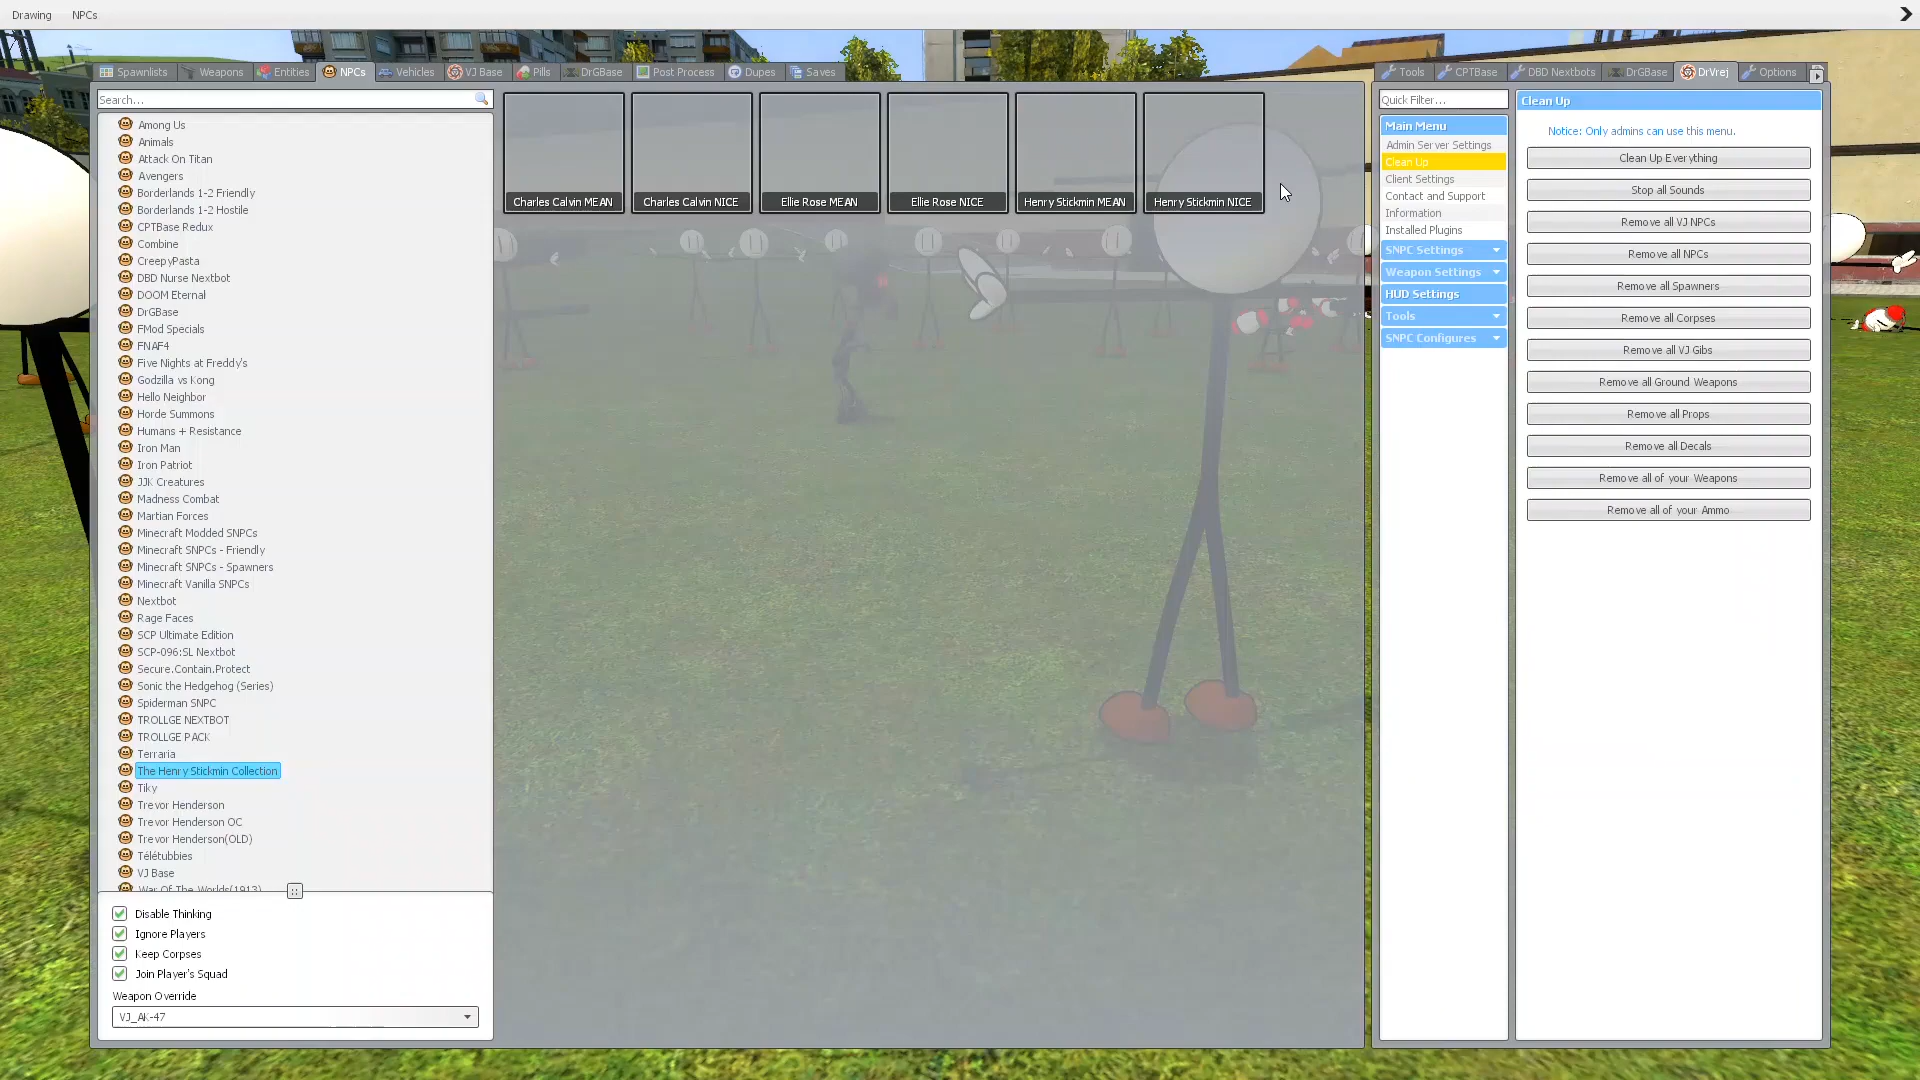 Drawing NPCs
Spawnlists Weapons Entities NPCs Vehicles VJ Base Pills DrGBase Post Process Dupes Saves
Tools CPTBase DBD Nextbots DrGBase DrVrej Options
Search...
Among Us
Animals
Attack On Titan
Avengers
Borderlands 1-2 Friendly
Borderlands 1-2 Hostile
CPTBase Redux
Combine
CreepyPasta
DBD Nurse Nextbot
DOOM Eternal
DrGBase
FMod Specials
FNAF4
Five Nights at Freddy's
Godzilla vs Kong
Hello Neighbor
Horde Summons
Humans + Resistance
Iron Man
Iron Patriot
JJK Creatures
Madness Combat
Martian Forces
Minecraft Modded SNPCs
Minecraft SNPCs - Friendly
Minecraft SNPCs - Spawners
Minecraft Vanilla SNPCs
Nextbot
Rage Faces
SCP Ultimate Edition
SCP-096:SL Nextbot
Secure.Contain.Protect
Sonic the Hedgehog (Series)
Spiderman SNPC
TROLLGE NEXTBOT
TROLLGE PACK
Terraria
The Henry Stickmin Collection
Tiky
Trevor Henderson
Trevor Henderson OC
Trevor Henderson(OLD)
Télétubbies
VJ Base
War Of The Worlds(1913)
Disable Thinking
Ignore Players
Keep Corpses
Join Player's Squad
Weapon Override
VJ_AK-47
Charles Calvin MEAN
Charles Calvin NICE
Ellie Rose MEAN
Ellie Rose NICE
Henry Stickmin MEAN
Henry Stickmin NICE
Quick Filter...
Main Menu
Admin Server Settings
Clean Up
Client Settings
Contact and Support
Information
Installed Plugins
SNPC Settings
Weapon Settings
HUD Settings
Tools
SNPC Configures
Clean Up
Notice: Only admins can use this menu.
Clean Up Everything
Stop all Sounds
Remove all VJ NPCs
Remove all NPCs
Remove all Spawners
Remove all Corpses
Remove all VJ Gibs
Remove all Ground Weapons
Remove all Props
Remove all Decals
Remove all of your Weapons
Remove all of your Ammo